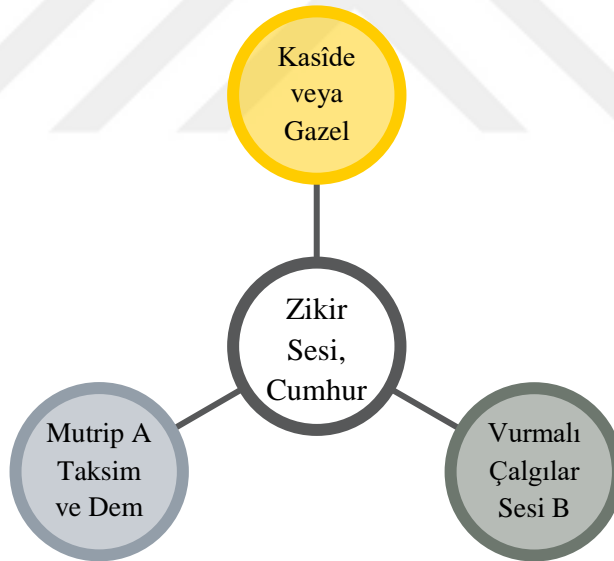 Kasîde
veya
Gazel
Zikir
Sesi,
Cumhur
Mutrip A
Taksim
ve Dem
Vurmalı
Çalgılar
Sesi B